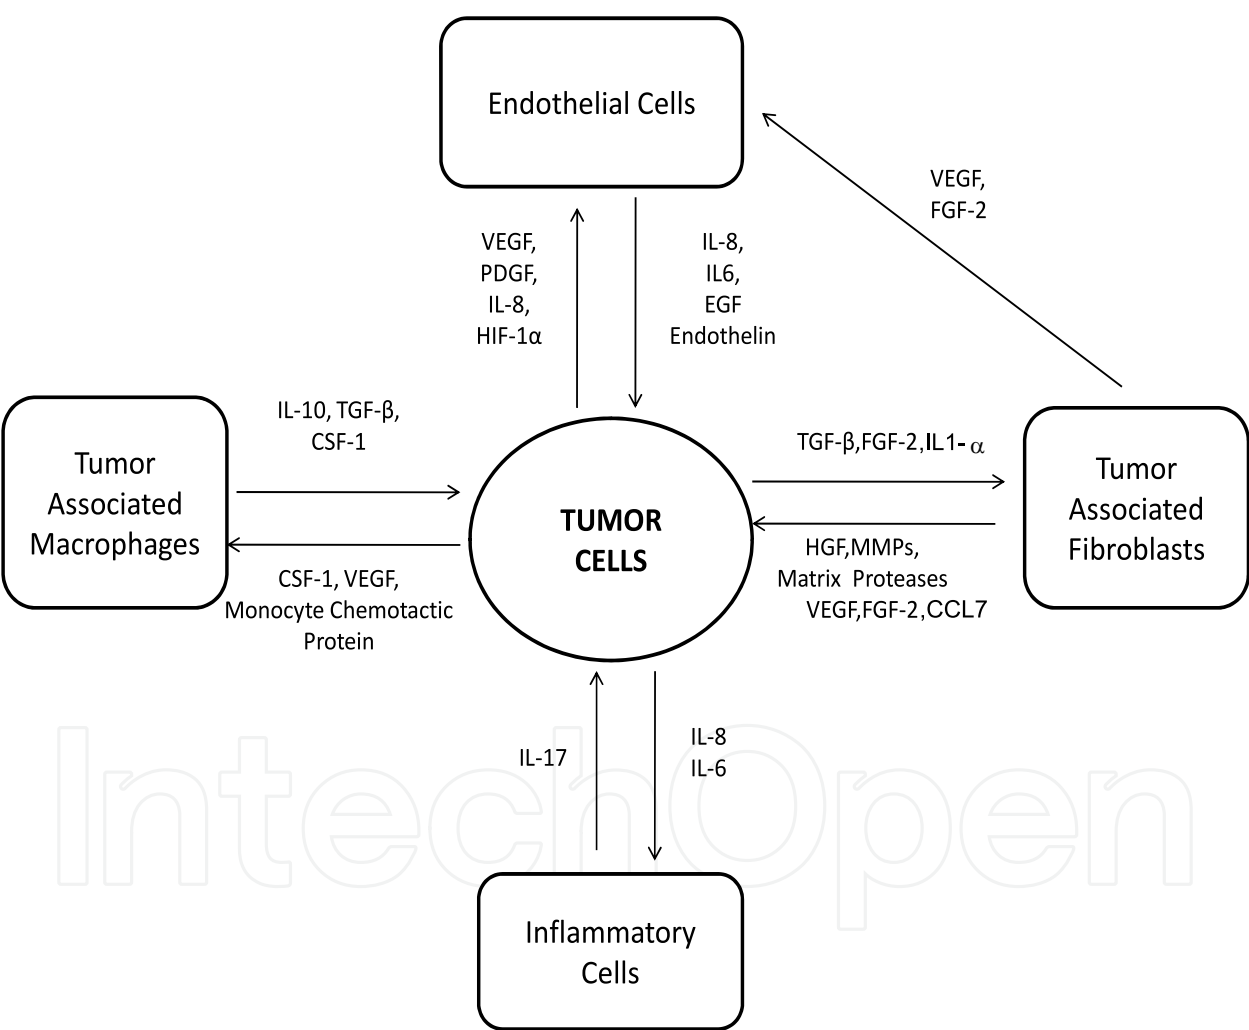 Endothelial Cells
VEGF,
FGF-2
VEGF,
PDGF,
IL-8,
HIF-1α
IL-8,
IL6,
EGF
Endothelin
IL-10, TGF-β,
CSF-1
Tumor
Associated
Macrophages
CSF-1, VEGF,
Monocyte Chemotactic
Protein
TUMOR
CELLS
TGF-β,FGF-2,IL1- α
HGF,MMPs,
Matrix Proteases
VEGF,FGF-2,CCL7
Tumor
Associated
Fibroblasts
IL-17
IL-8
IL-6
IntechOpen
Inflammatory
Cells